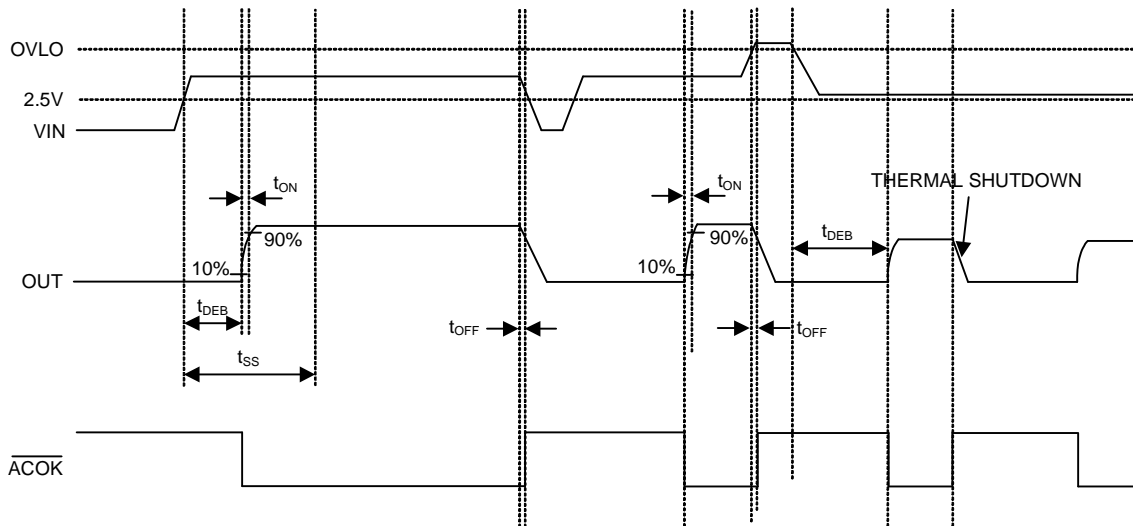 OVLO
2.5V
VIN
tON
tON
THERMAL SHUTDOWN
90%
90%
tDEB
10%
10%
OUT
tDEB
tOFF
tOFF
tSS
ACOK